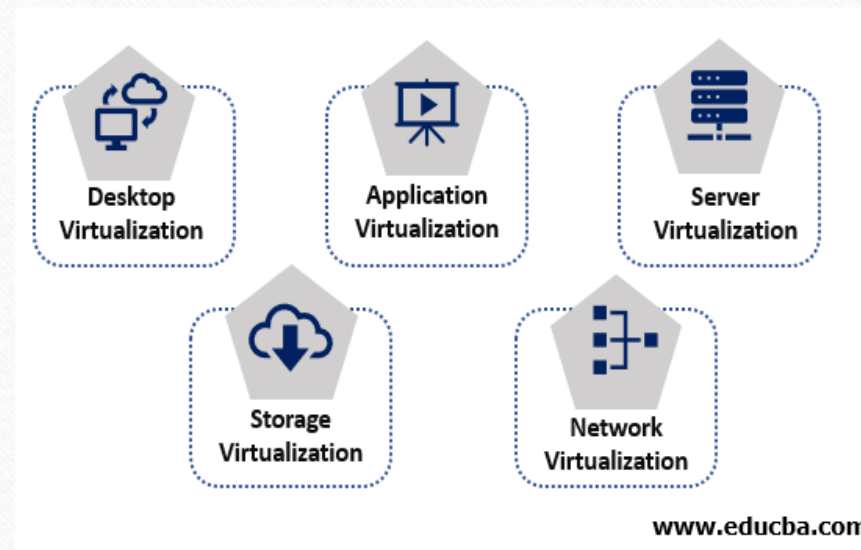 Desktop
Virtualization
Application
Virtualization
Server
Virtualization
Storage
Virtualization
Network
Virtualization
www.educba.com